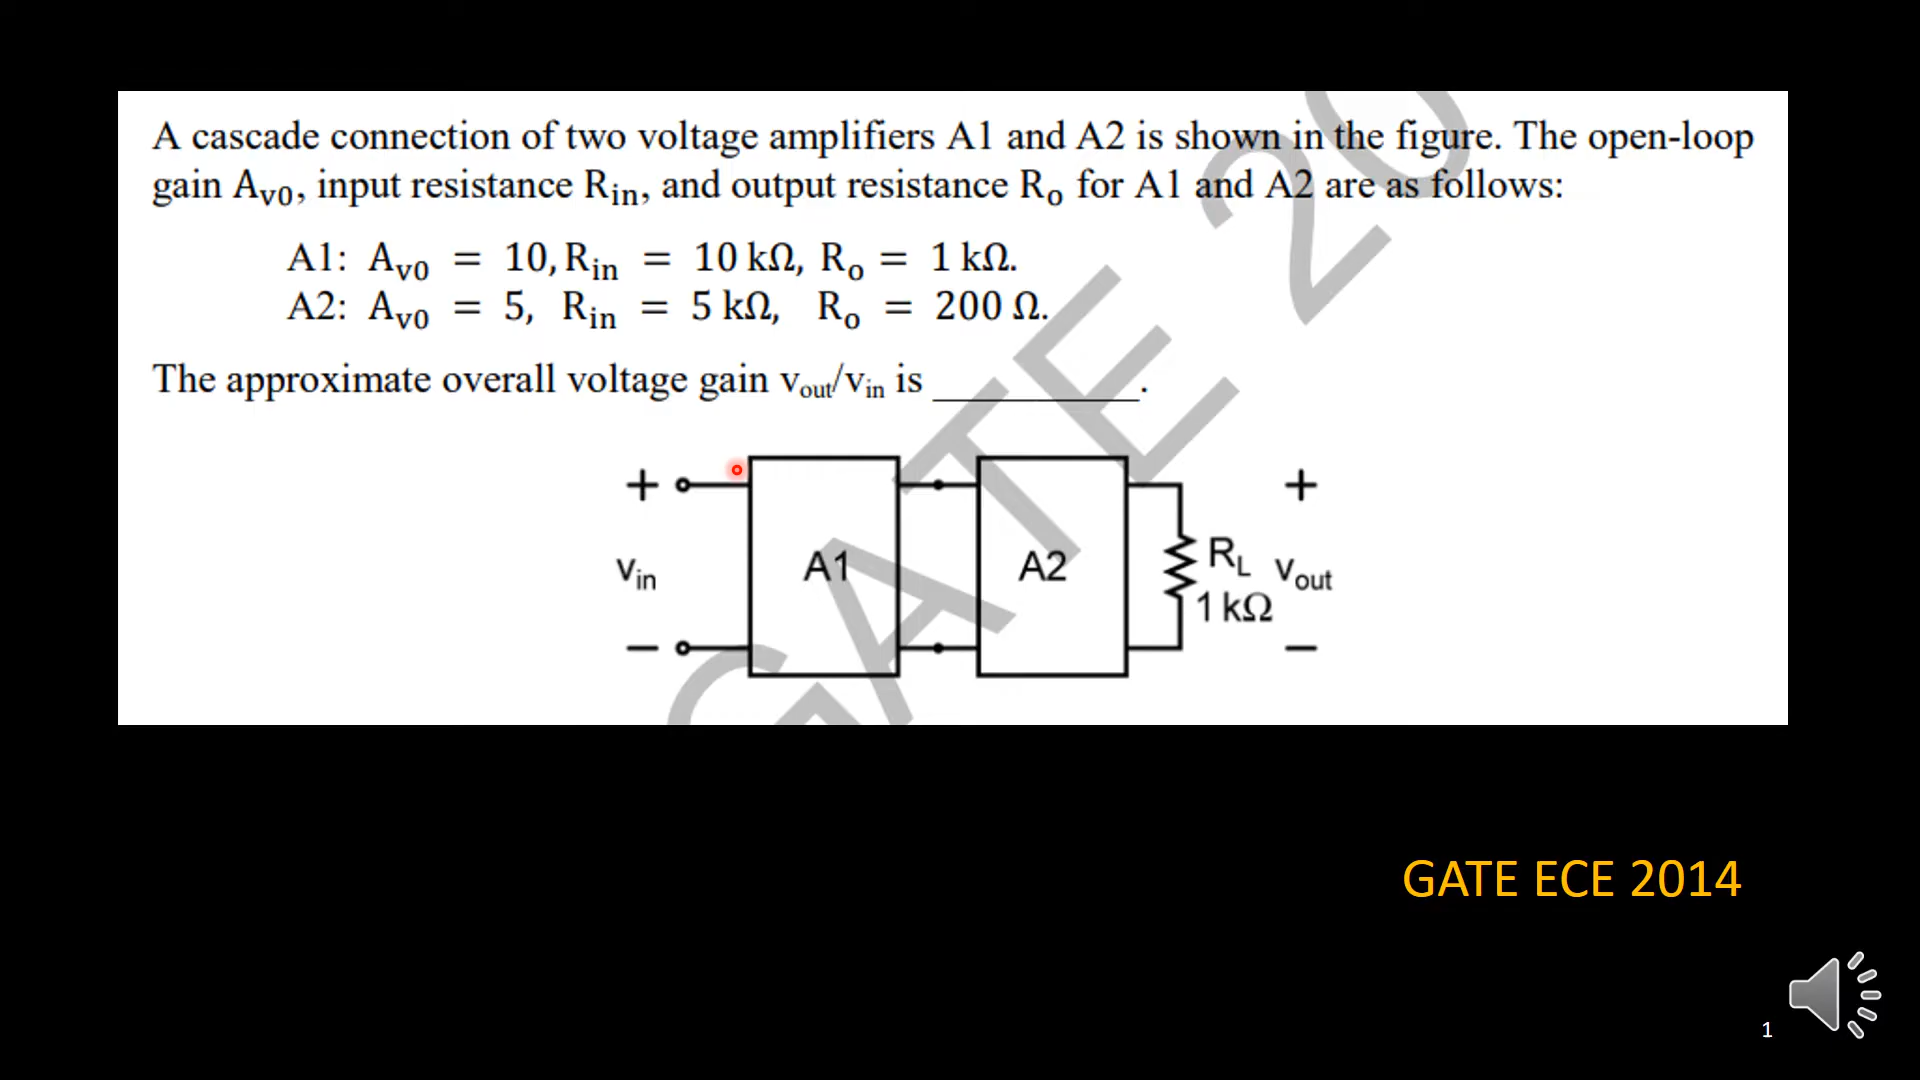 A cascade connection of two voltage amplifiers A1 and A2 is shown in the figure. The open-loop
gain Av0, input resistance Rin, and output resistance Ro for A1 and A2 are as follows:
A1: Av0 = 10, Rin = 10 kΩ, Ro = 1 kΩ.
A2: Av0 = 5, Rin = 5 kΩ, Ro = 200 Ω.
The approximate overall voltage gain vout/vin is __________.
+ +
A1 A2 RL
vin vout
1 kΩ
− −
GATE 20
GATE ECE 2014
1